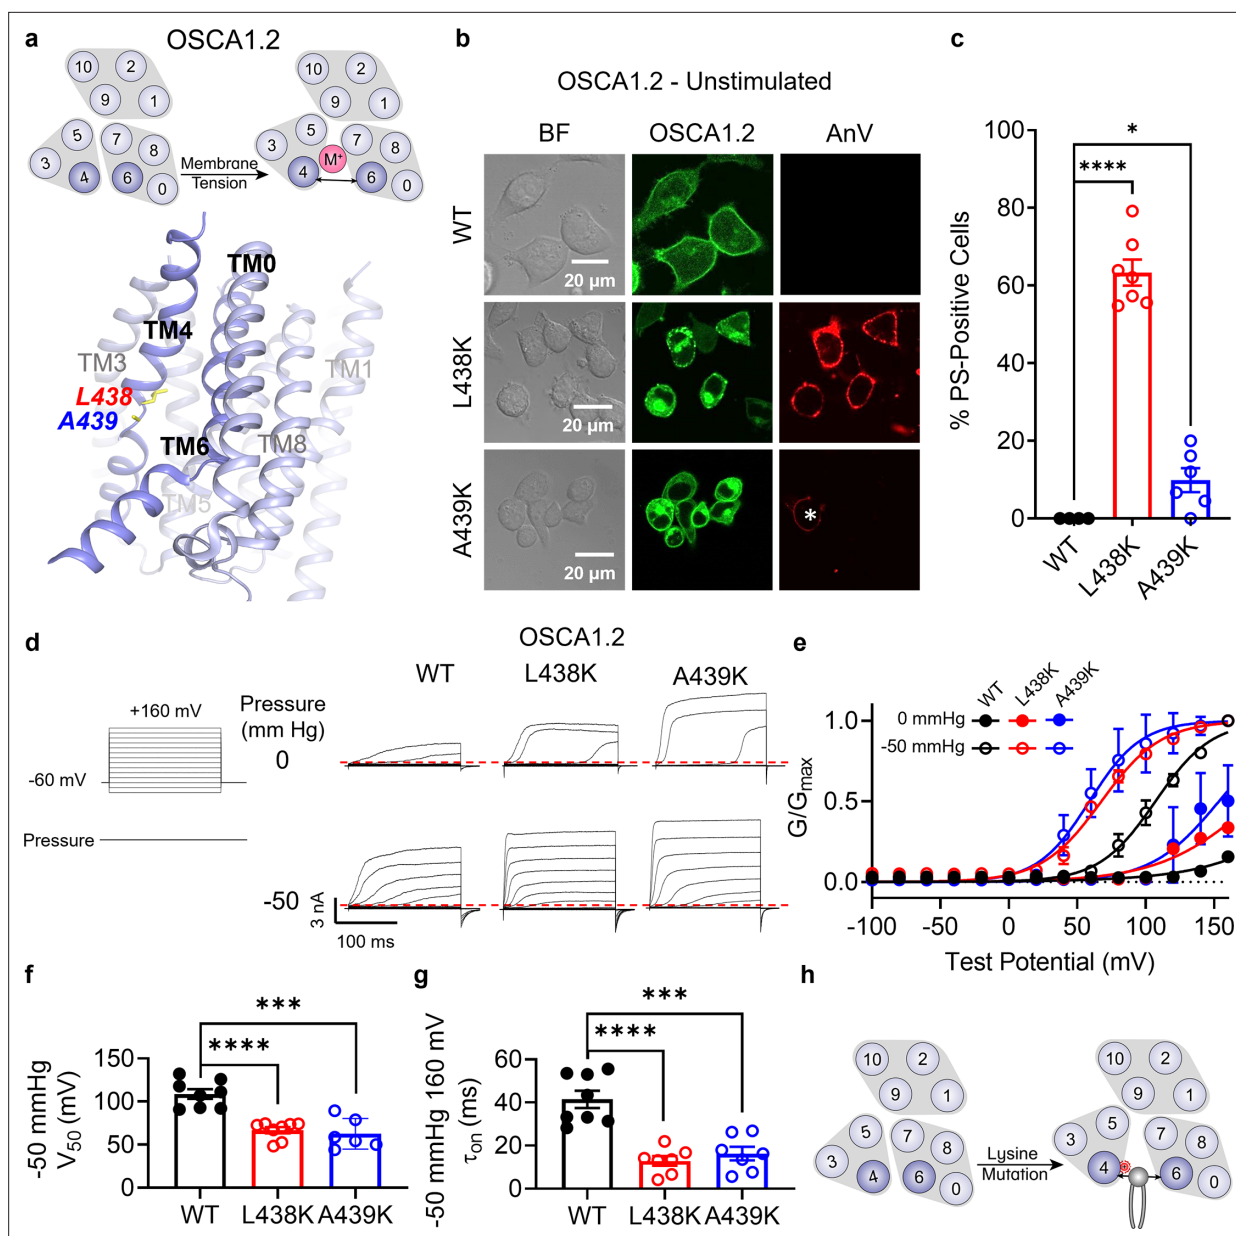 a
OSCA1.2
10 2
9 1
5 7 8
3 4 6 0
Membrane
Tension
10 2
9 1
5 7 8
3 M+
4 6 0
TM0
TM4
TM3
TM1
L438
A439
TM6
TM8
TM5
b
OSCA1.2 - Unstimulated
BF OSCA1.2 AnV
WT
20 µm
L438K
20 µm
A439K
20 µm
*
c
% PS-Positive Cells
100
80
60
40
20
0
*
****
WT L438K A439K
d
OSCA1.2
WT L438K A439K
+160 mV
-60 mV
Pressure
Pressure
(mm Hg)
0
-50
3 nA
100 ms
e
WT L438K A439K
0 mmHg
-50 mmHg
G/Gmax
1.0
0.5
0.0
-100 -50 0 50 100 150
Test Potential (mV)
f
-50 mmHg
V50 (mV)
150
100
50
0
***
****
WT L438K A439K
g
-50 mmHg 160 mV
τon (ms)
60
40
20
0
***
****
WT L438K A439K
h
10 2
9 1
5 7 8
3 4 6 0
Lysine
Mutation
10 2
9 1
5 7 8
3 4 6 0